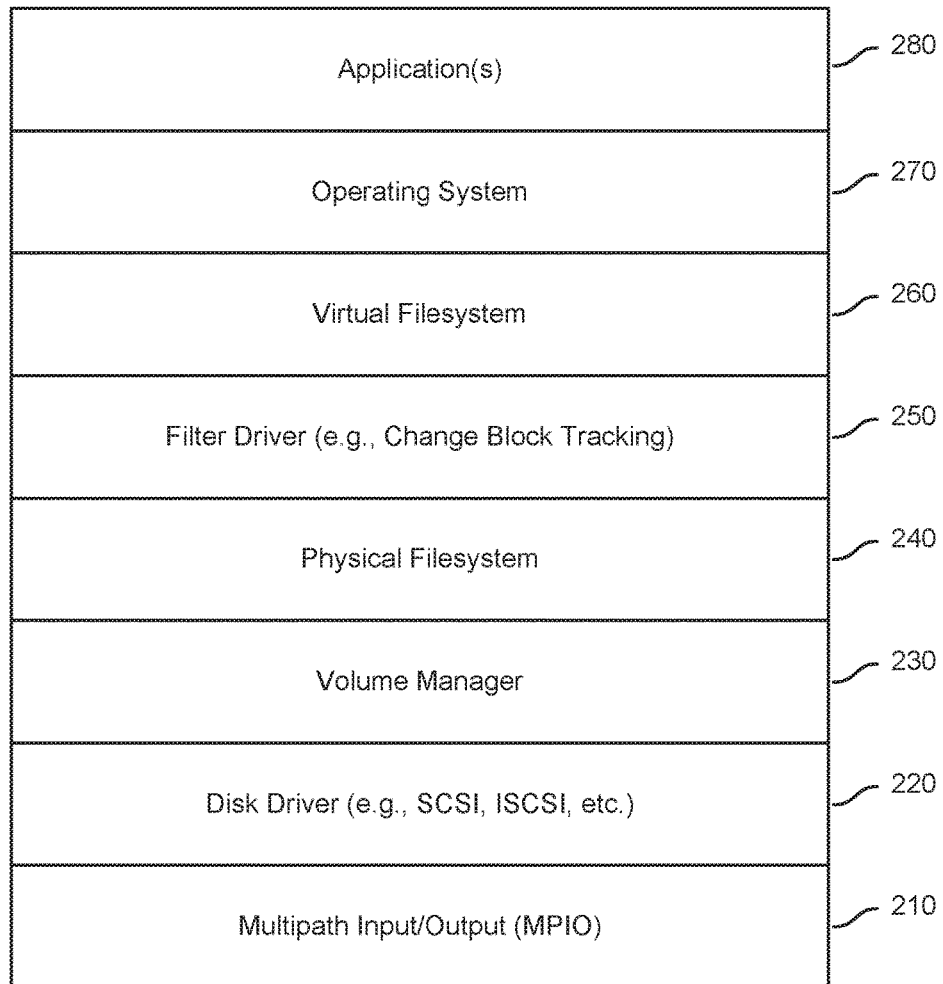 Application(s) 280
Operating System 270
Virtual Filesystem 260
Filter Driver (e.g., Change Block Tracking) 250
Physical Filesystem 240
Volume Manager 230
Disk Driver (e.g., SCSI, ISCSI, etc.) 220
Multipath Input/Output (MPIO) 210